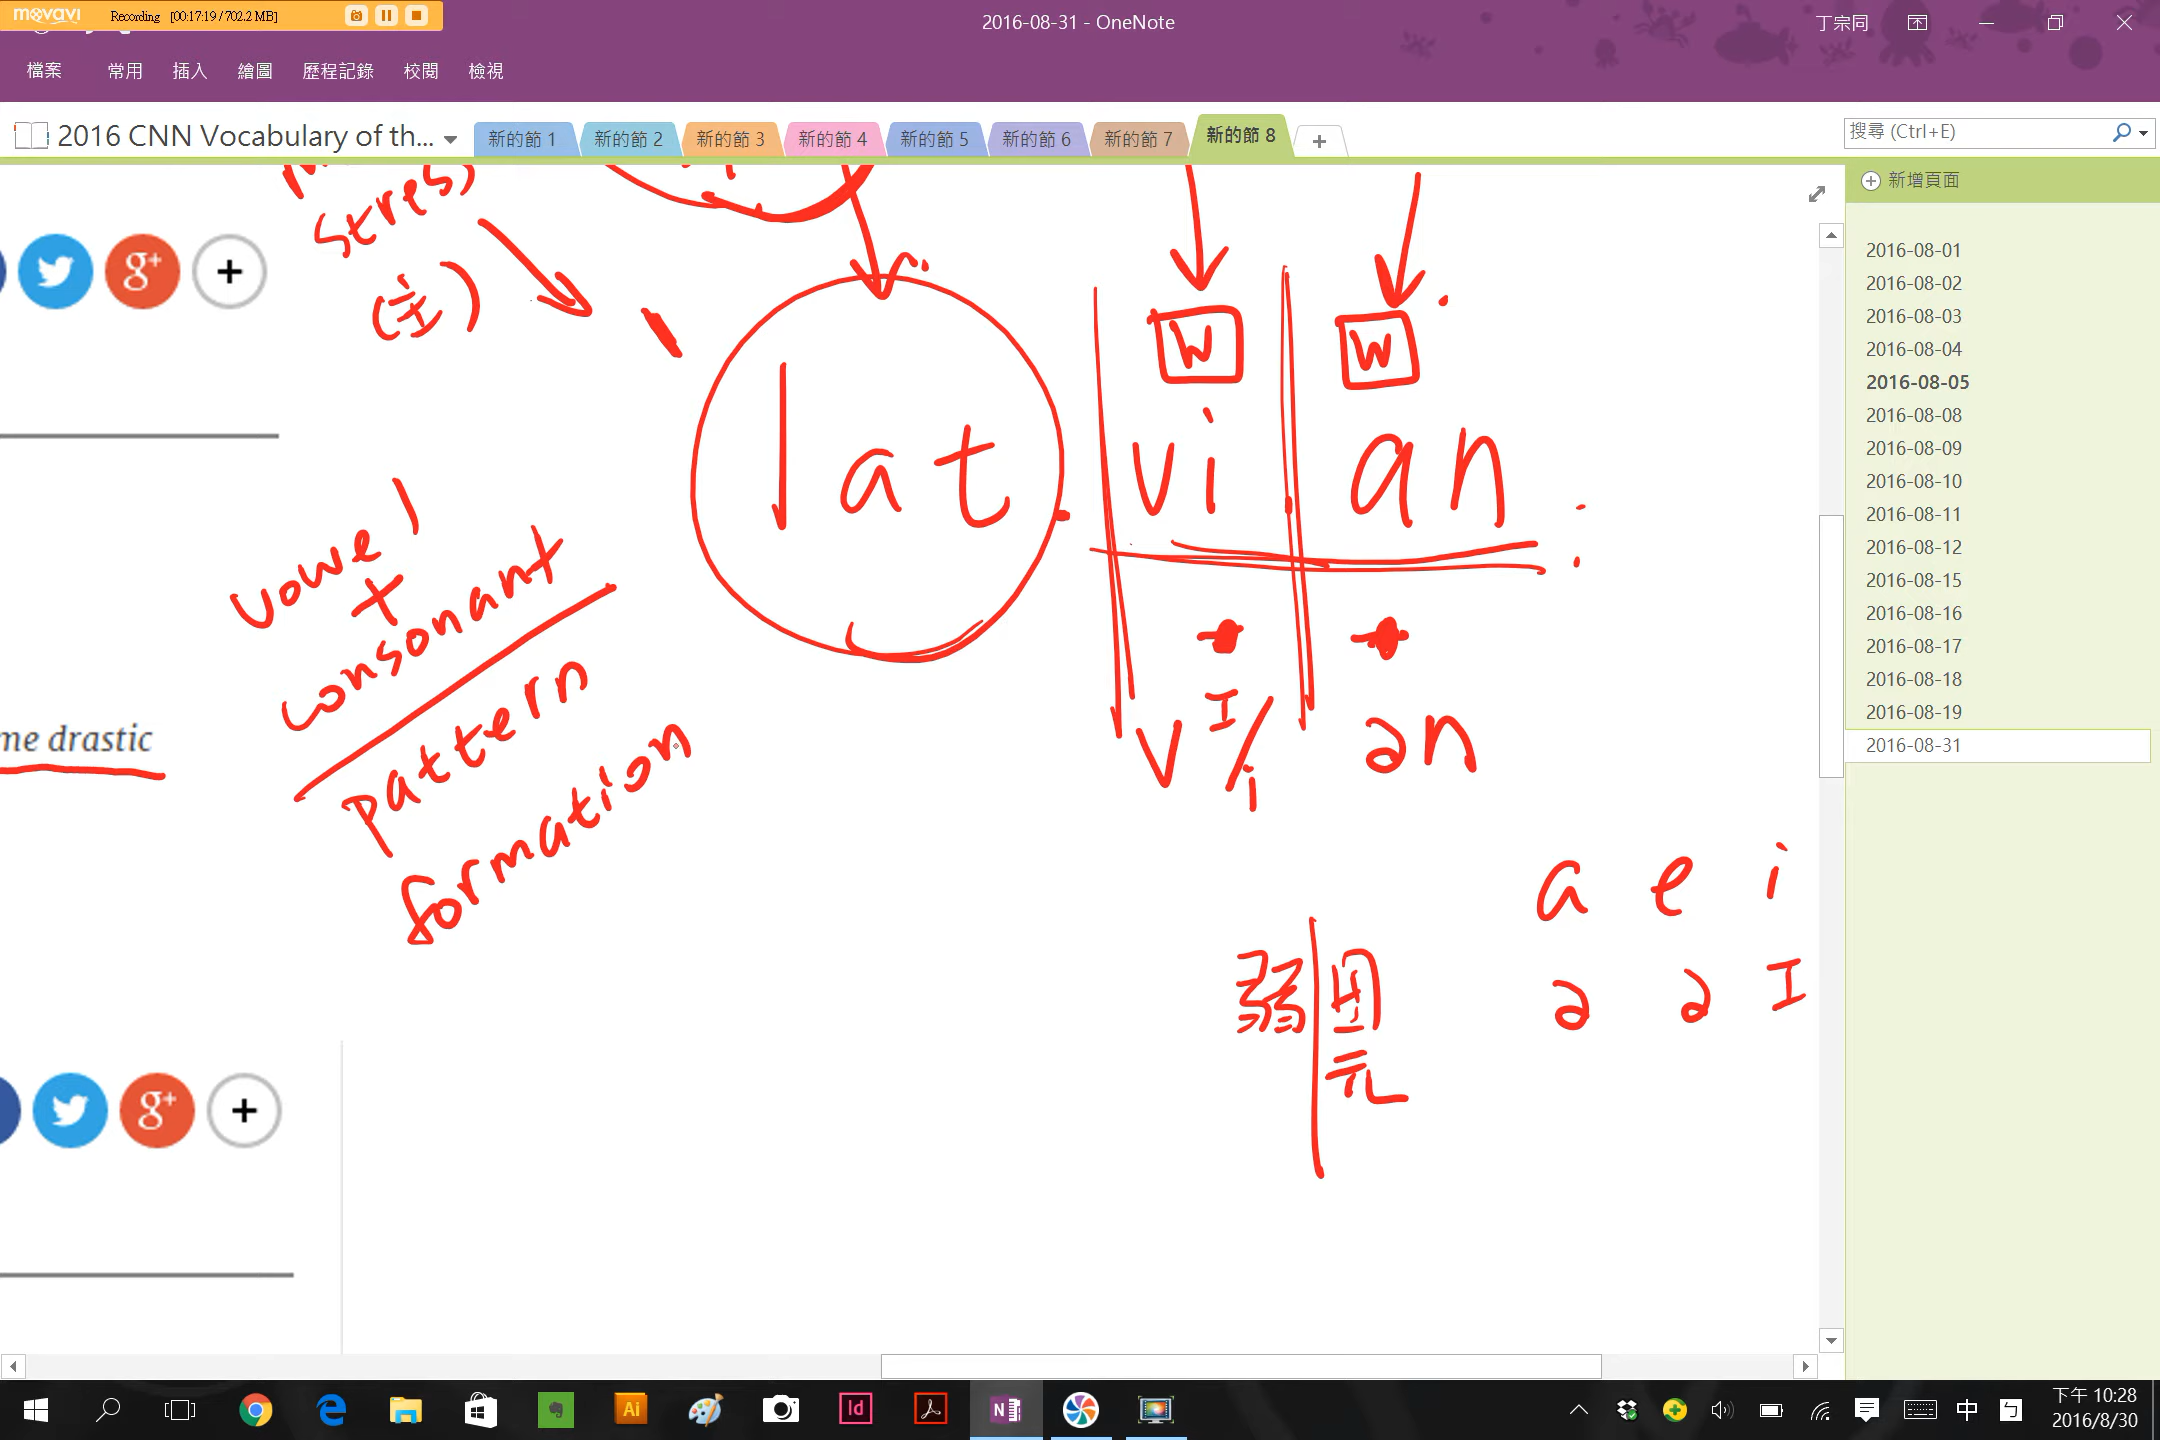 movavi Recording [00:17:19 / 702.2 MB]
2016-08-31 - OneNote
丁宗同
檔案 常用 插入 繪圖 歷程記錄 校閱 檢視
2016 CNN Vocabulary of th...
新的節 1 新的節 2 新的節 3 新的節 4 新的節 5 新的節 6 新的節 7 新的節 8
搜尋 (Ctrl+E)
新增頁面
2016-08-01
2016-08-02
2016-08-03
2016-08-04
2016-08-05
2016-08-08
2016-08-09
2016-08-10
2016-08-11
2016-08-12
2016-08-15
2016-08-16
2016-08-17
2016-08-18
2016-08-19
2016-08-31
stress
(主)
g+
W W
lat vi an
vowel
+
consonant
pattern
formation
me drastic
v I/i ən
a e i
ə ə I
弱 母
元
g+
Ai Id N
中 ㄅ
下午 10:28
2016/8/30